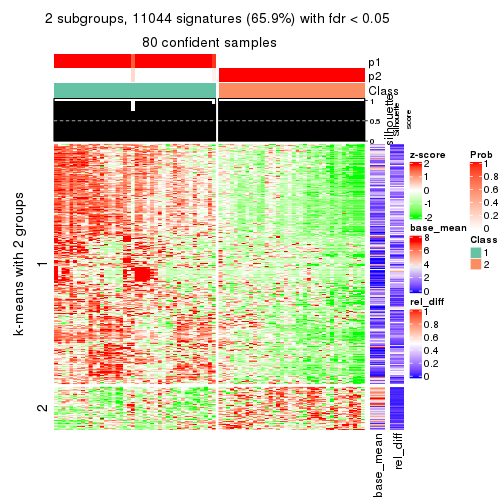 2 subgroups, 11044 signatures (65.9%) with fdr < 0.05
80 confident samples
p1
p2
Class
1
0.5
0
silhouette
Silhouette
score
k-means with 2 groups
1
2
base_mean
rel_diff
z-score
2
1
0
-1
-2
base_mean
8
6
4
2
0
rel_diff
1
0.8
0.6
0.4
0.2
0
Prob
1
0.8
0.6
0.4
0.2
0
Class
1
2